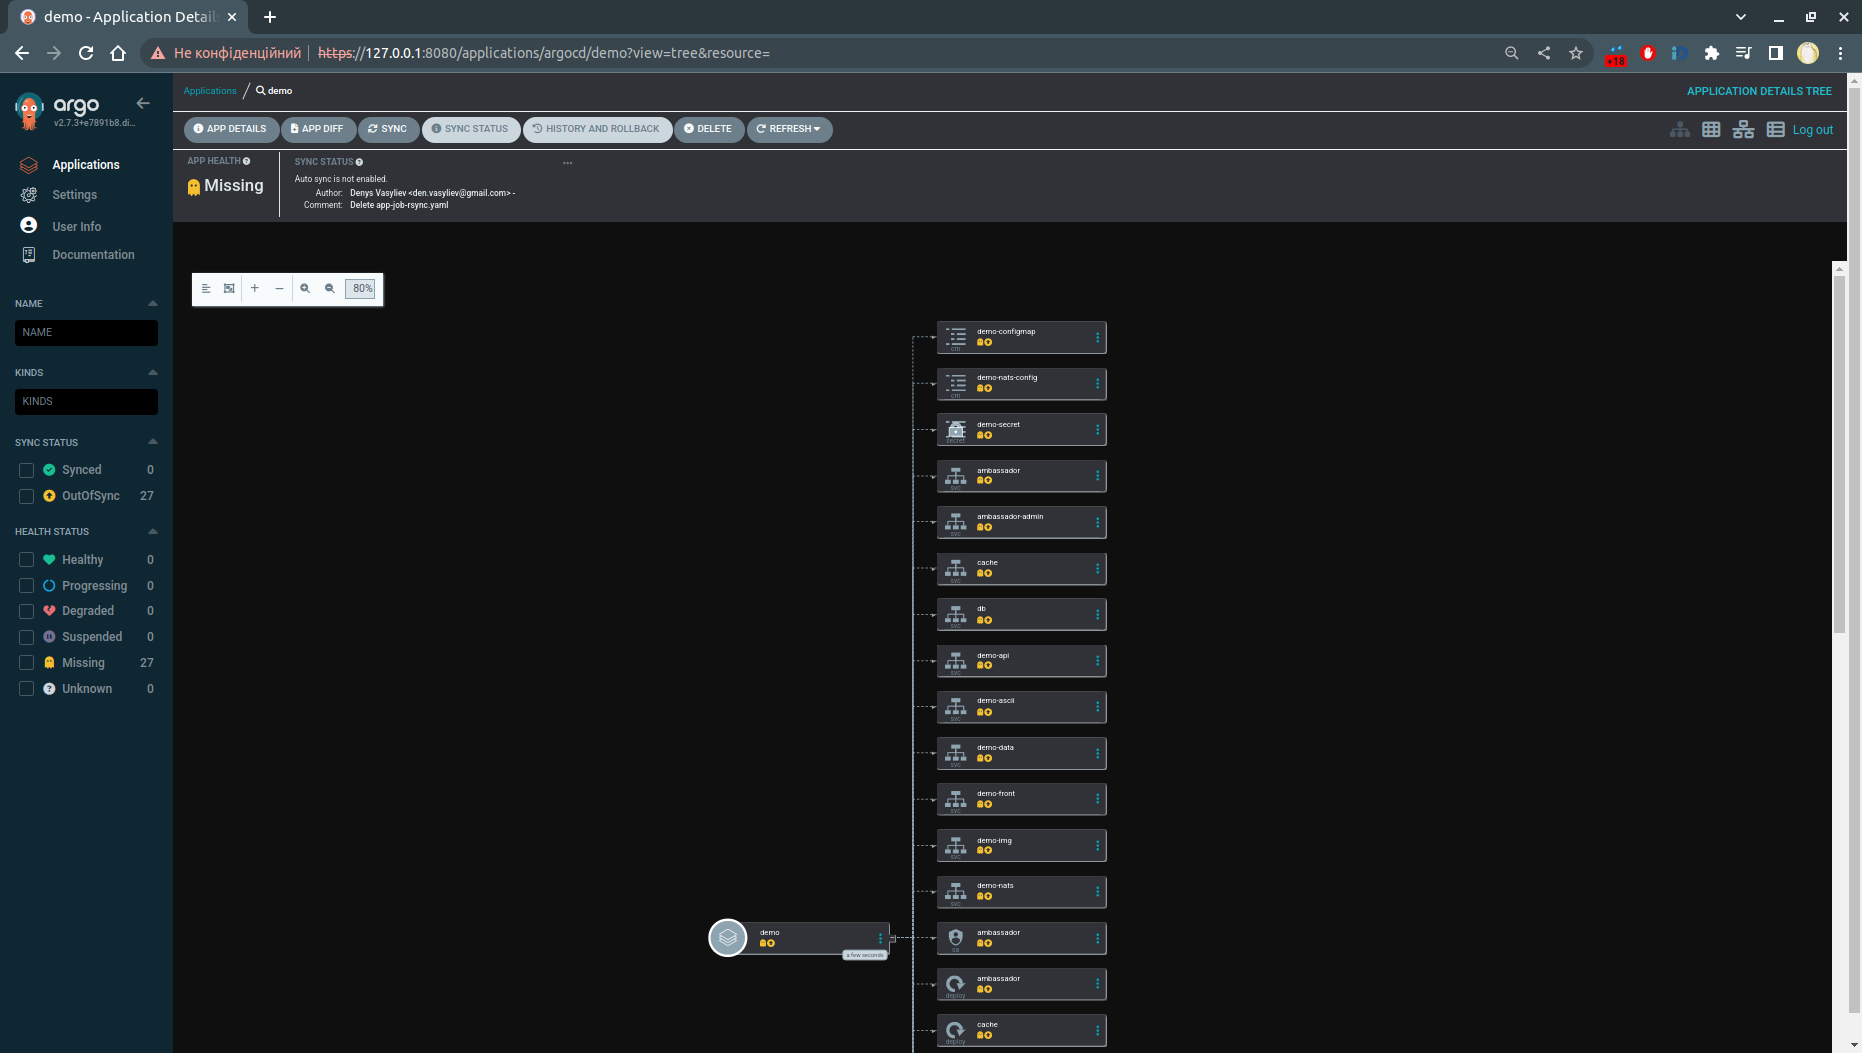 demo - Application Detail
Не конфіденційний https://127.0.0.1:8080/applications/argocd/demo?view=tree&resource=
+18
argo
v2.7.3+e7891b8.di...
Applications
Settings
User Info
Documentation
NAME
NAME
KINDS
KINDS
SYNC STATUS
Synced 0
OutOfSync 27
HEALTH STATUS
Healthy 0
Progressing 0
Degraded 0
Suspended 0
Missing 27
Unknown 0
Applications / demo
APPLICATION DETAILS TREE
APP DETAILS APP DIFF SYNC SYNC STATUS HISTORY AND ROLLBACK DELETE REFRESH
Log out
APP HEALTH
Missing
SYNC STATUS
...
Auto sync is not enabled.
Author: Denys Vasyliev <den.vasyliev@gmail.com> -
Comment: Delete app-job-rsync.yaml
80%
demo
a few seconds
demo-configmap
cm
demo-nats-config
cm
demo-secret
secret
ambassador
svc
ambassador-admin
svc
cache
svc
db
svc
demo-api
svc
demo-ascii
svc
demo-data
svc
demo-front
svc
demo-img
svc
demo-nats
svc
ambassador
sa
ambassador
deploy
cache
deploy